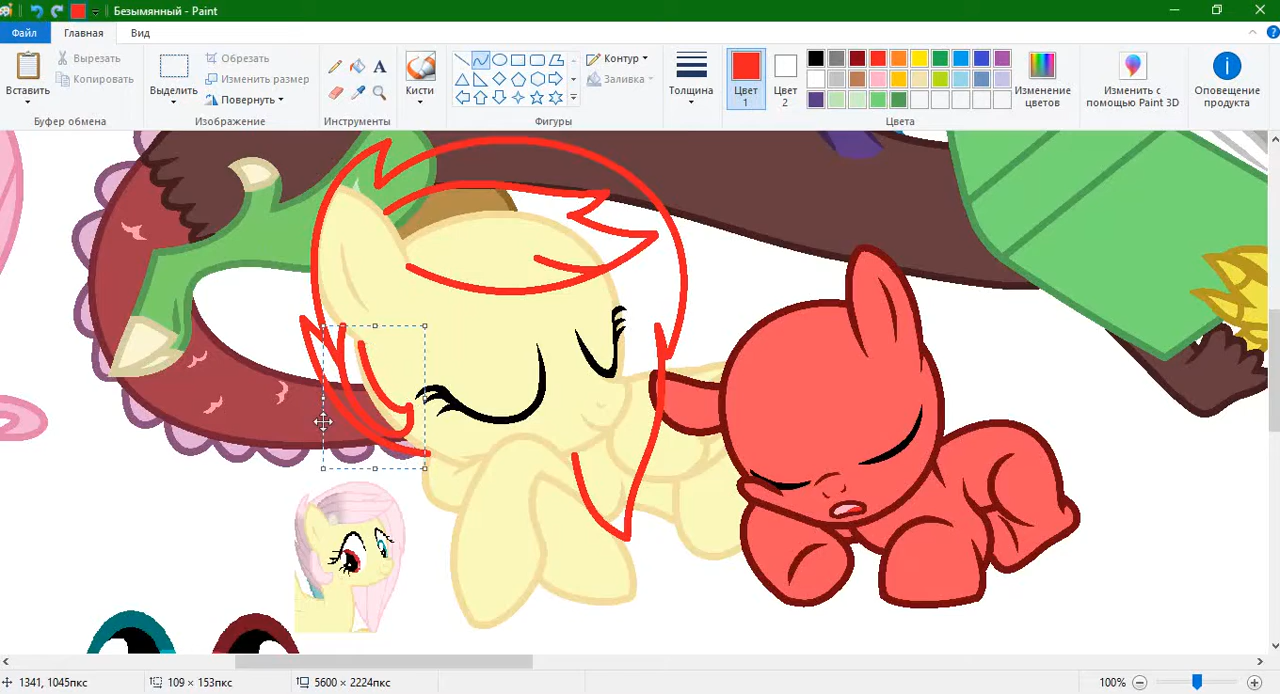 Безымянный - Paint
Файл
Главная
Вид
Вставить
Вырезать
Копировать
Буфер обмена
Выделить
Обрезать
Изменить размер
Повернуть
Изображение
A
Инструменты
Кисти
Контур
Заливка
Фигуры
Толщина
Цвет
1
Цвет
2
Изменение
цветов
Цвета
Изменить с
помощью Paint 3D
Оповещение
продукта
1341, 1045пкс
109 × 153пкс
5600 × 2224пкс
100%